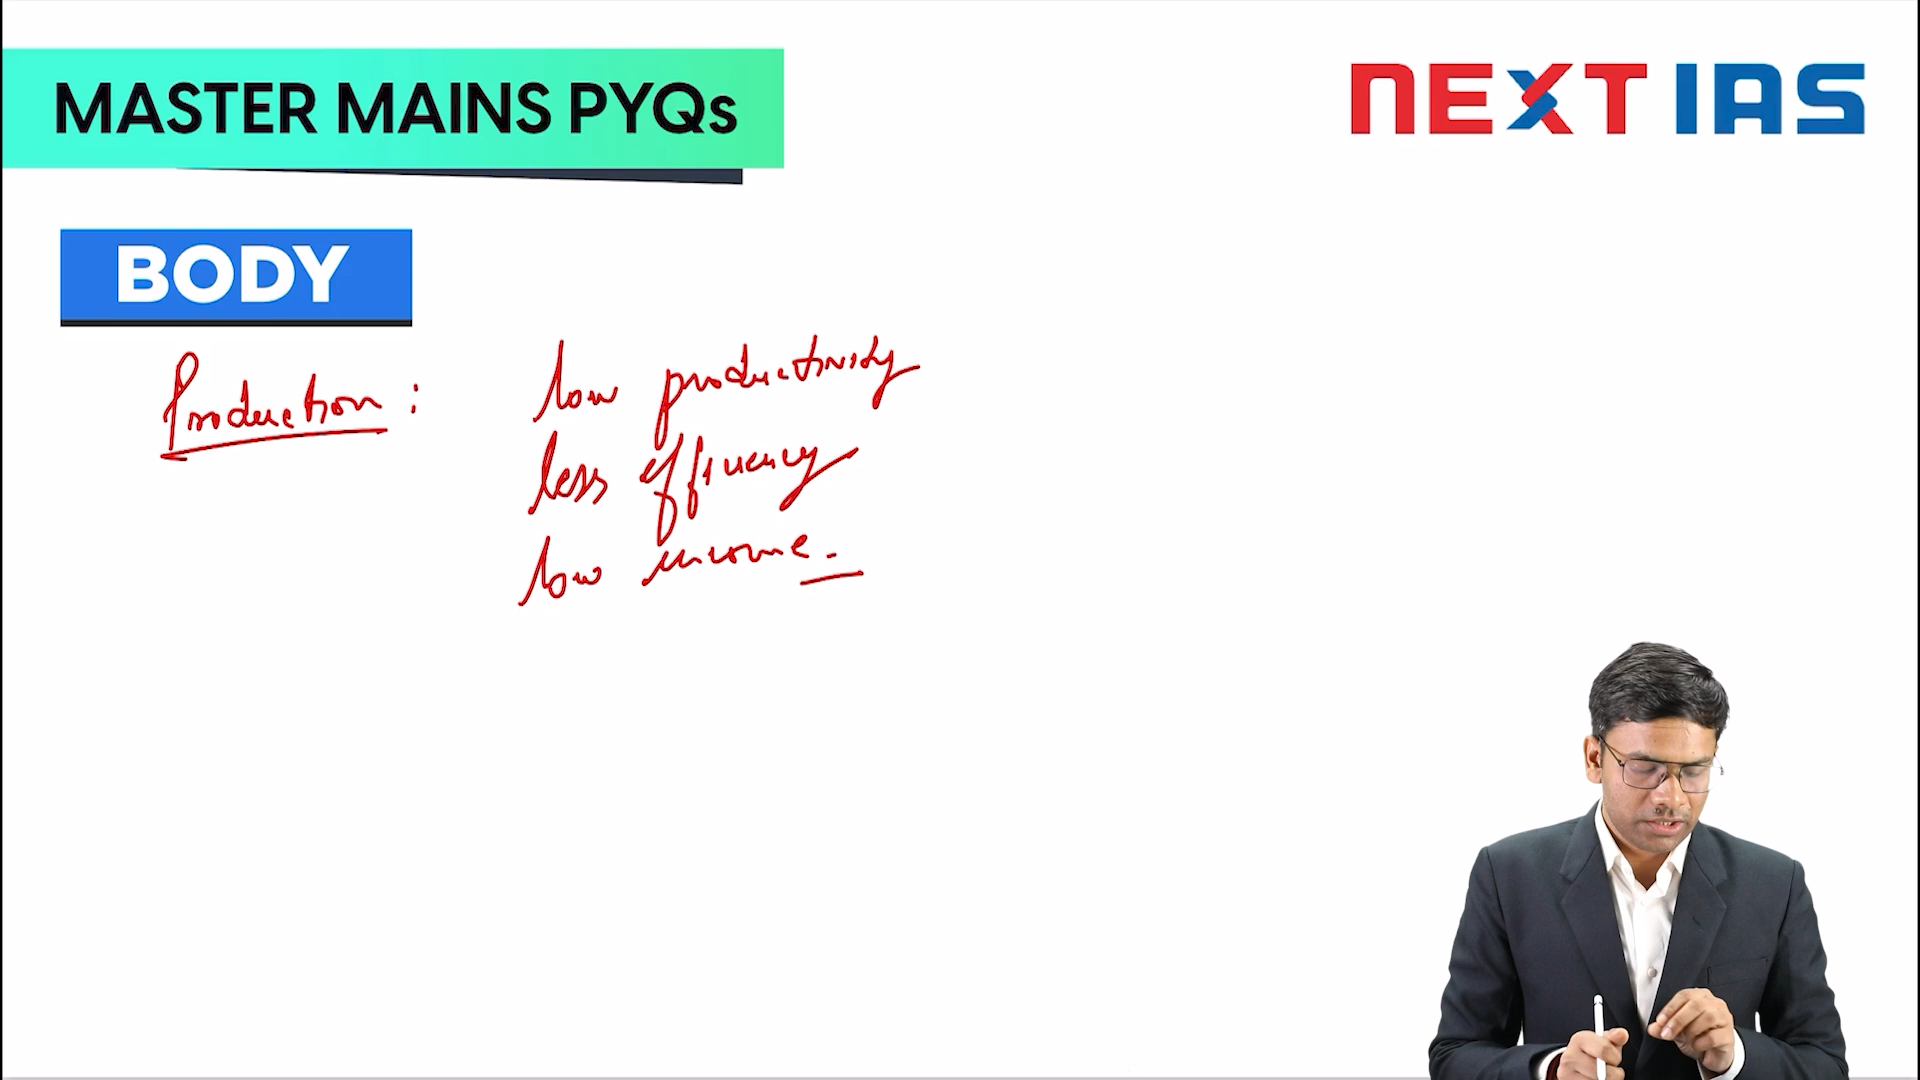 MASTER MAINS PYQs
NEXT IAS
BODY
Production : low productivity
less efficiency
low income.